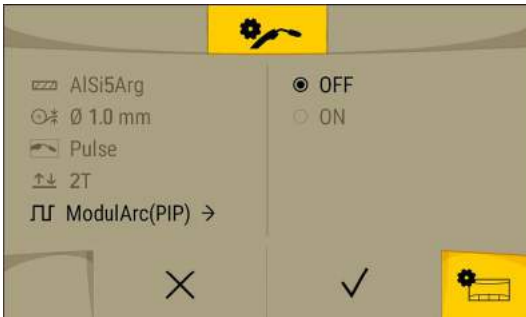 AlSi5Arg
Ø 1.0 mm
Pulse
2T
ModulArc(PIP) →
OFF
ON